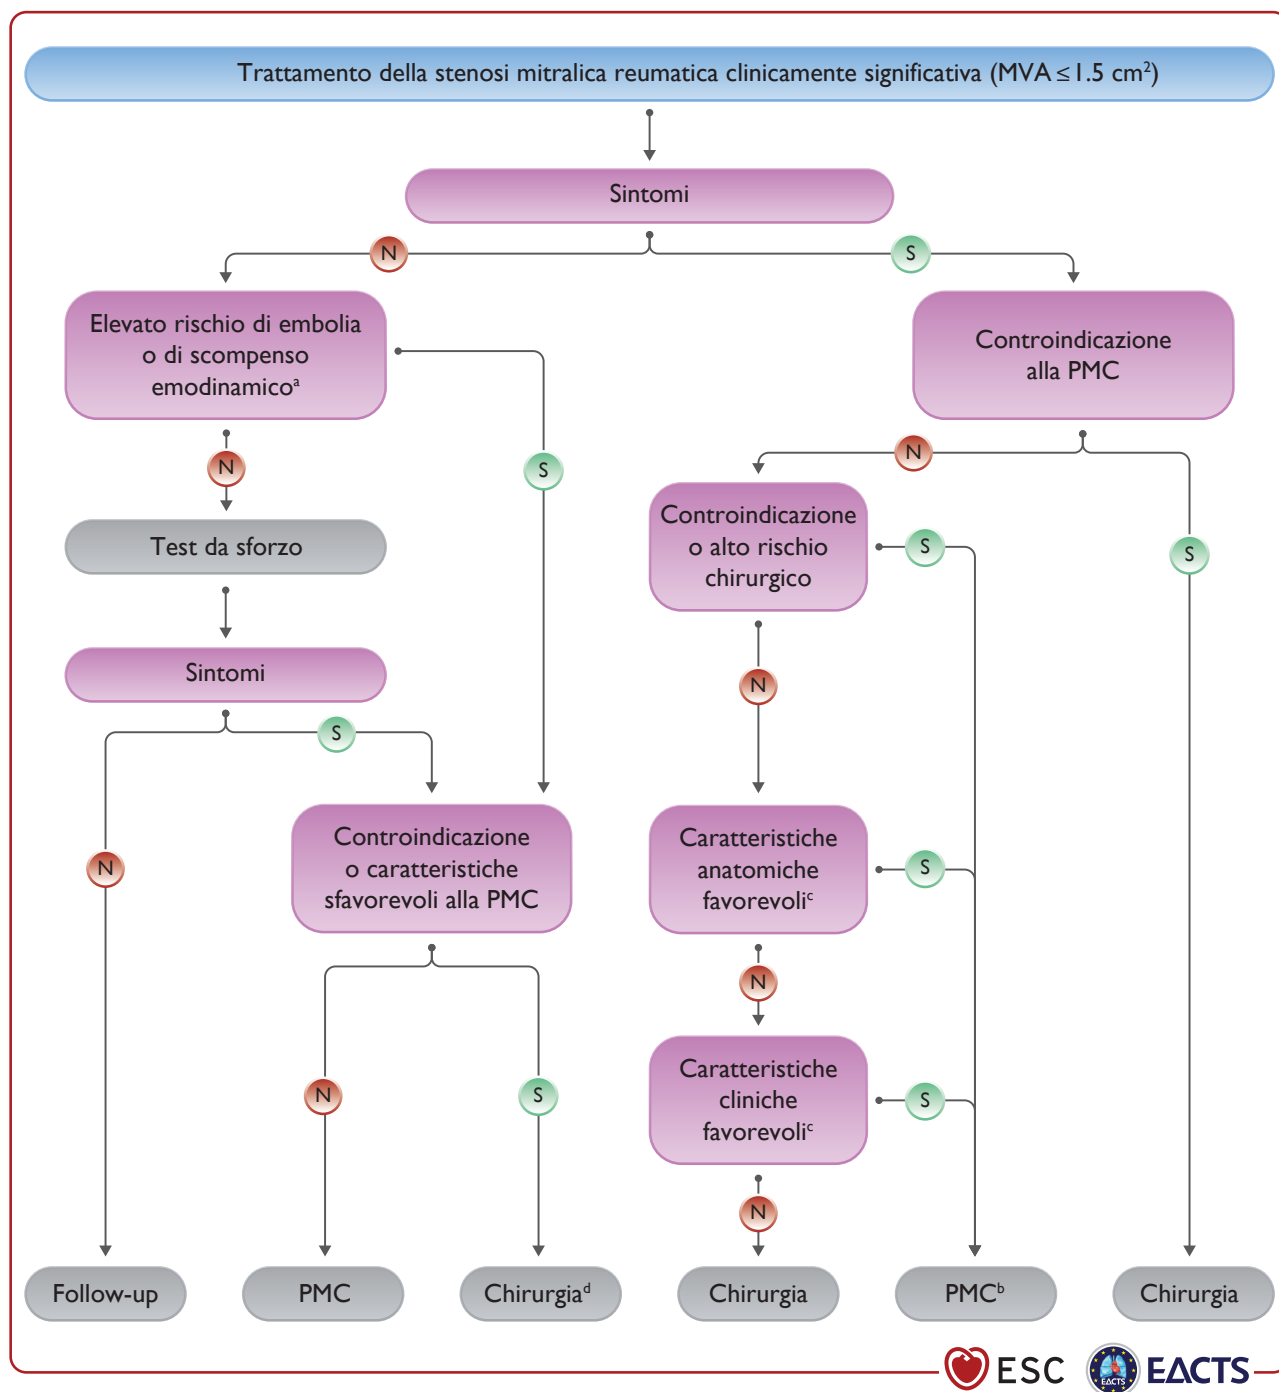 Trattamento della stenosi mitralica reumatica clinicamente significativa (MVA ≤1.5 cm²)
Sintomi
N
S
Elevato rischio di embolia
o di scompenso
emodinamicoᵃ
Controindicazione
alla PMC
N
S
N
S
Controindicazione
o alto rischio
chirurgico
S
Test da sforzo
N
Sintomi
S
N
Controindicazione
o caratteristiche
sfavorevoli alla PMC
Caratteristiche
anatomiche
favorevoliᶜ
S
N
Caratteristiche
cliniche
favorevoliᶜ
S
N
S
N
Follow-up
PMC
Chirurgiaᵈ
Chirurgia
PMCᵇ
Chirurgia
ESC
EACTS
EACTS